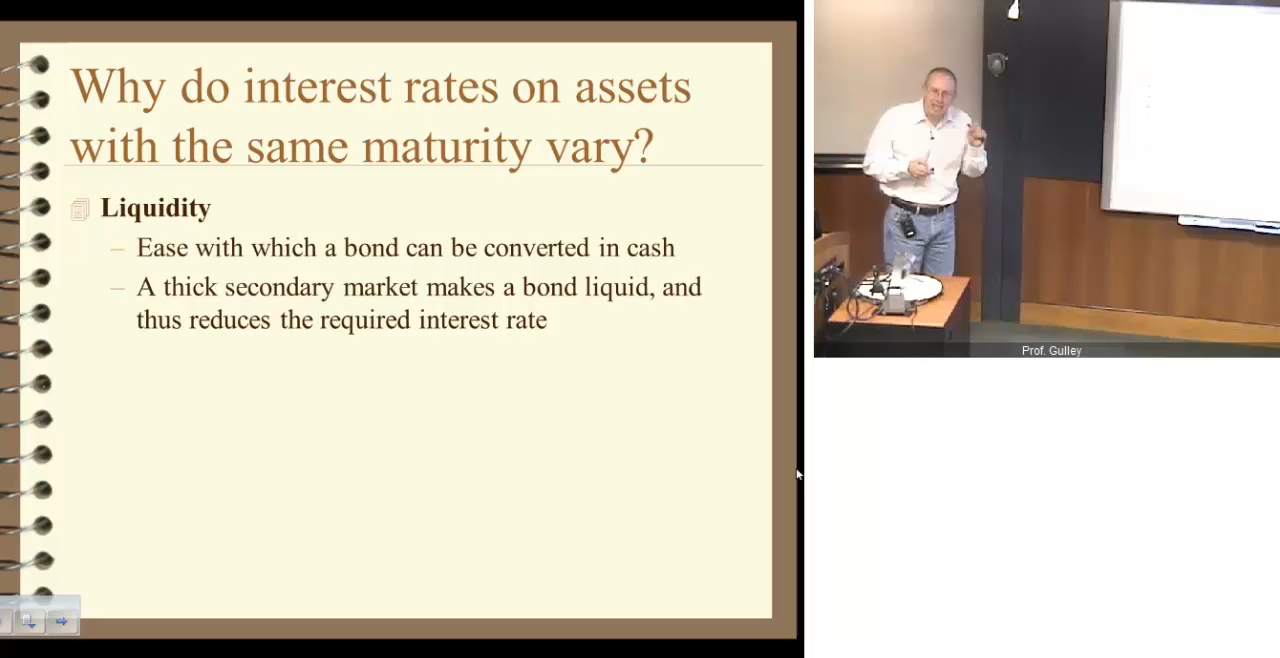 Why do interest rates on assets
with the same maturity vary?
Liquidity
– Ease with which a bond can be converted in cash
– A thick secondary market makes a bond liquid, and
thus reduces the required interest rate
Prof. Gulley